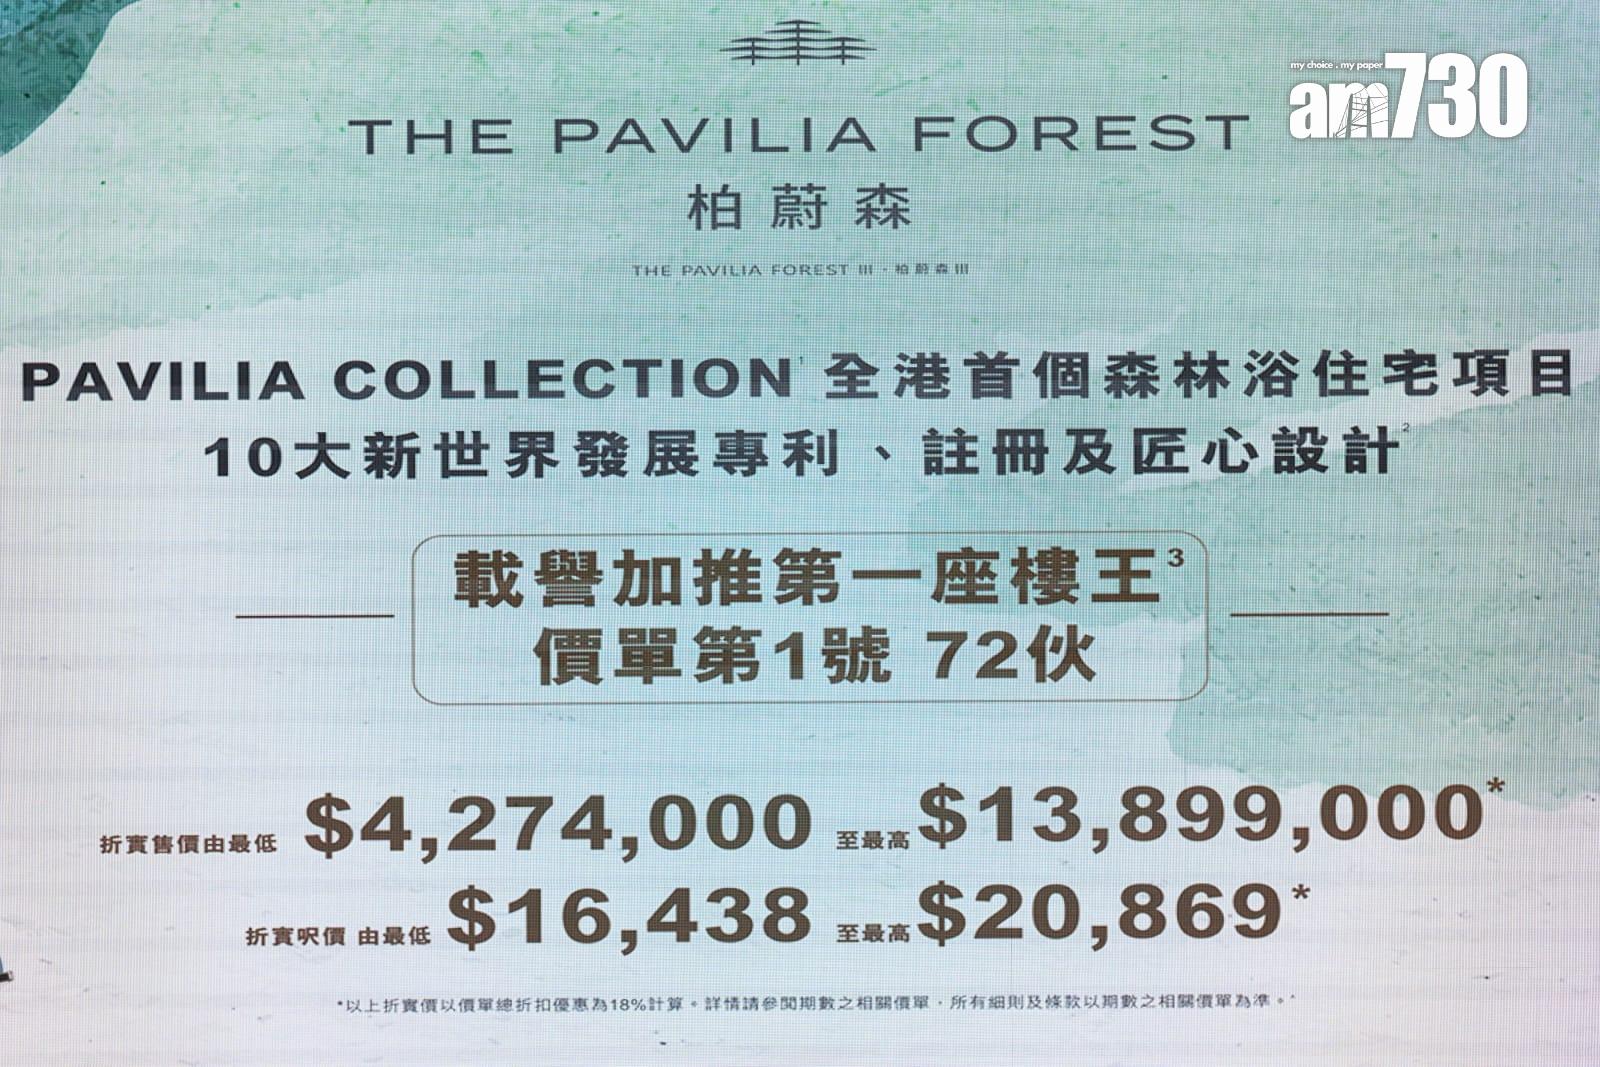 my choice . my paper
am730
THE PAVILIA FOREST
柏蔚森
THE PAVILIA FOREST III · 柏蔚森 III
PAVILIA COLLECTION¹ 全港首個森林浴住宅項目
10大新世界發展專利、註冊及匠心設計²
載譽加推第一座樓王³
價單第1號 72伙
折實售價由最低 $4,274,000 至最高 $13,899,000*
折實呎價 由最低 $16,438 至最高 $20,869*
*以上折實價以價單總折扣優惠為18%計算。詳情請參閱期數之相關價單，所有細則及條款以期數之相關價單為準。^